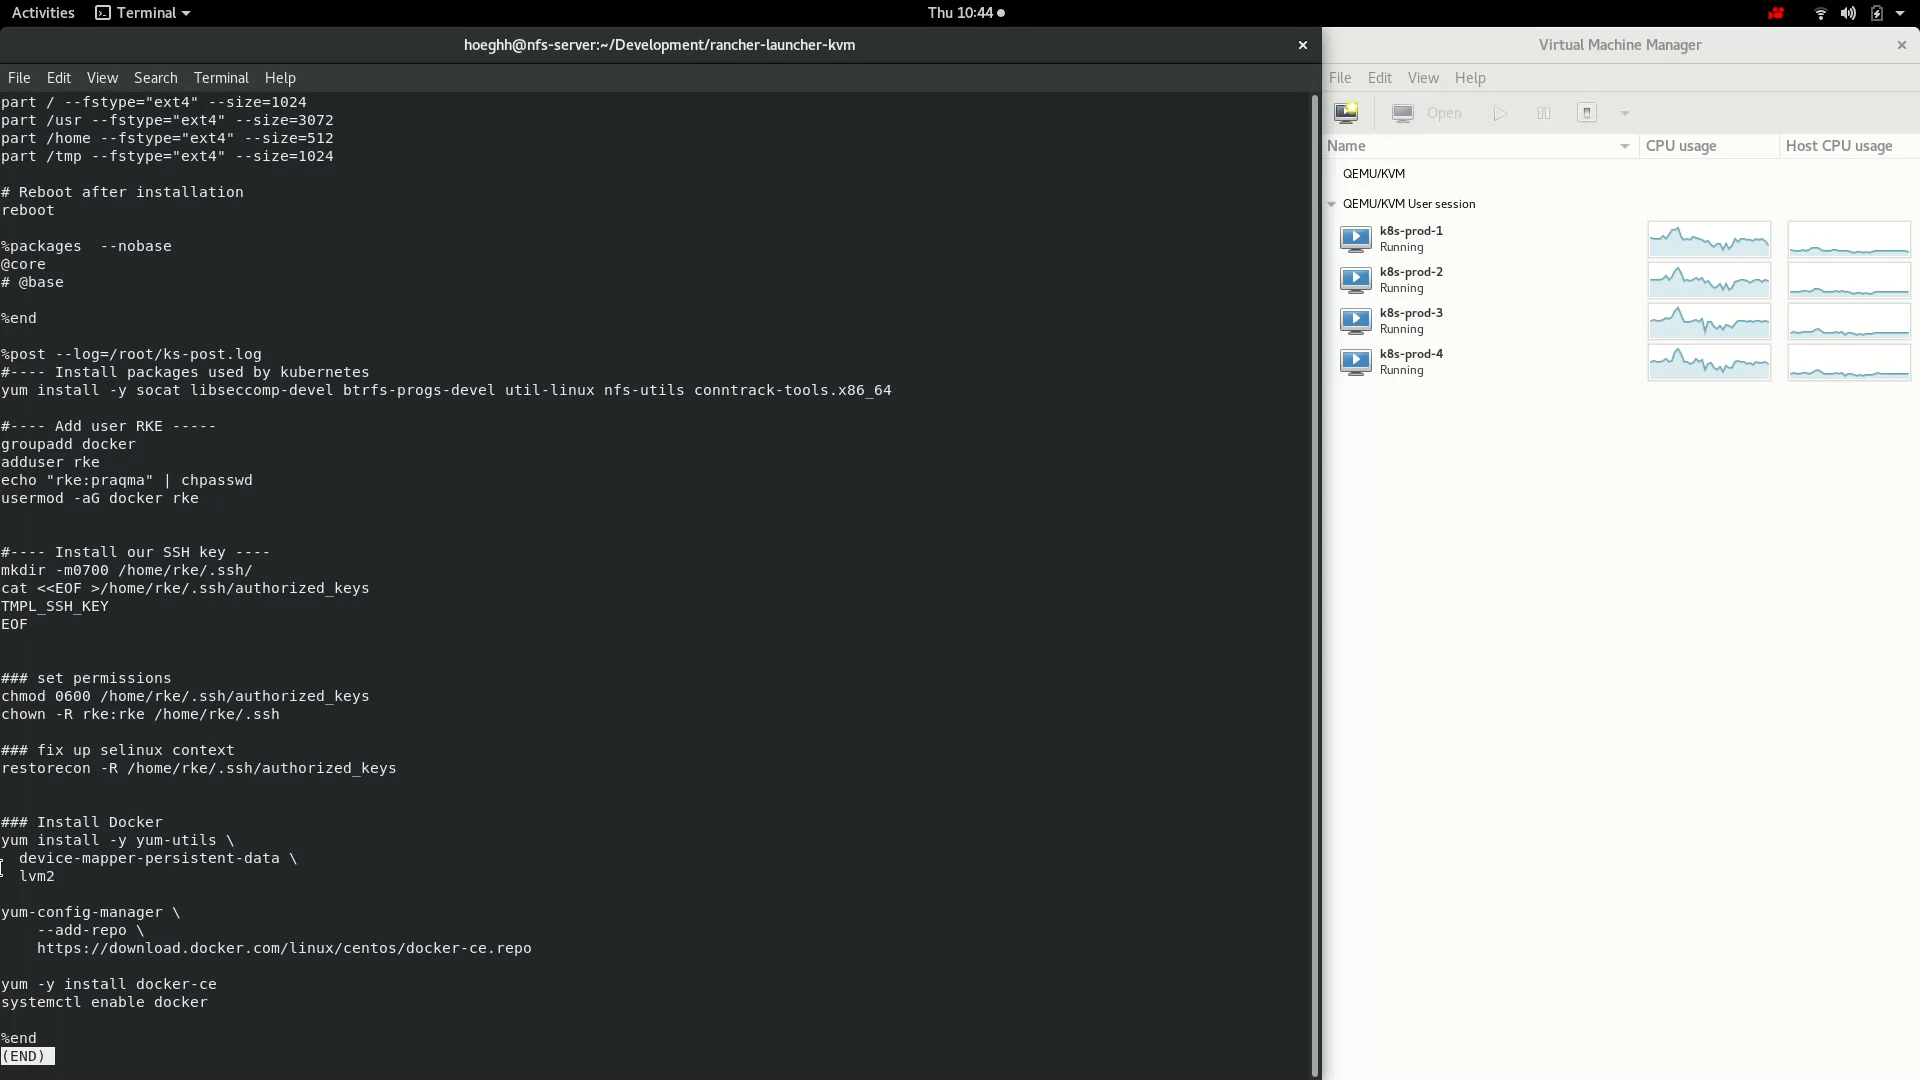 Activities
Terminal
Thu 10:44
hoeghh@nfs-server:~/Development/rancher-launcher-kvm
File Edit View Search Terminal Help
part / --fstype="ext4" --size=1024
part /usr --fstype="ext4" --size=3072
part /home --fstype="ext4" --size=512
part /tmp --fstype="ext4" --size=1024
# Reboot after installation
reboot
%packages  --nobase
@core
# @base
%end
%post --log=/root/ks-post.log
#---- Install packages used by kubernetes
yum install -y socat libseccomp-devel btrfs-progs-devel util-linux nfs-utils conntrack-tools.x86_64
#---- Add user RKE -----
groupadd docker
adduser rke
echo "rke:praqma" | chpasswd
usermod -aG docker rke
#---- Install our SSH key ----
mkdir -m0700 /home/rke/.ssh/
cat <<EOF >/home/rke/.ssh/authorized_keys
TMPL_SSH_KEY
EOF
### set permissions
chmod 0600 /home/rke/.ssh/authorized_keys
chown -R rke:rke /home/rke/.ssh
### fix up selinux context
restorecon -R /home/rke/.ssh/authorized_keys
### Install Docker
yum install -y yum-utils \
  device-mapper-persistent-data \
  lvm2
yum-config-manager \
    --add-repo \
    https://download.docker.com/linux/centos/docker-ce.repo
yum -y install docker-ce
systemctl enable docker
%end
(END)
Virtual Machine Manager
File Edit View Help
Open
Name CPU usage Host CPU usage
QEMU/KVM
QEMU/KVM User session
k8s-prod-1
Running
k8s-prod-2
Running
k8s-prod-3
Running
k8s-prod-4
Running